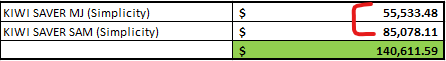 KIWI SAVER MJ (Simplicity) $ 55,533.48
KIWI SAVER SAM (Simplicity) $ 85,078.11
$ 140,611.59